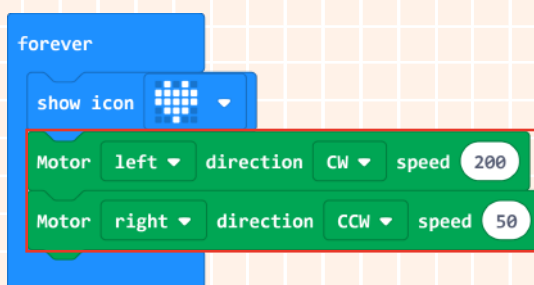 forever
show icon
Motor left direction CW speed 200
Motor right direction CCW speed 50